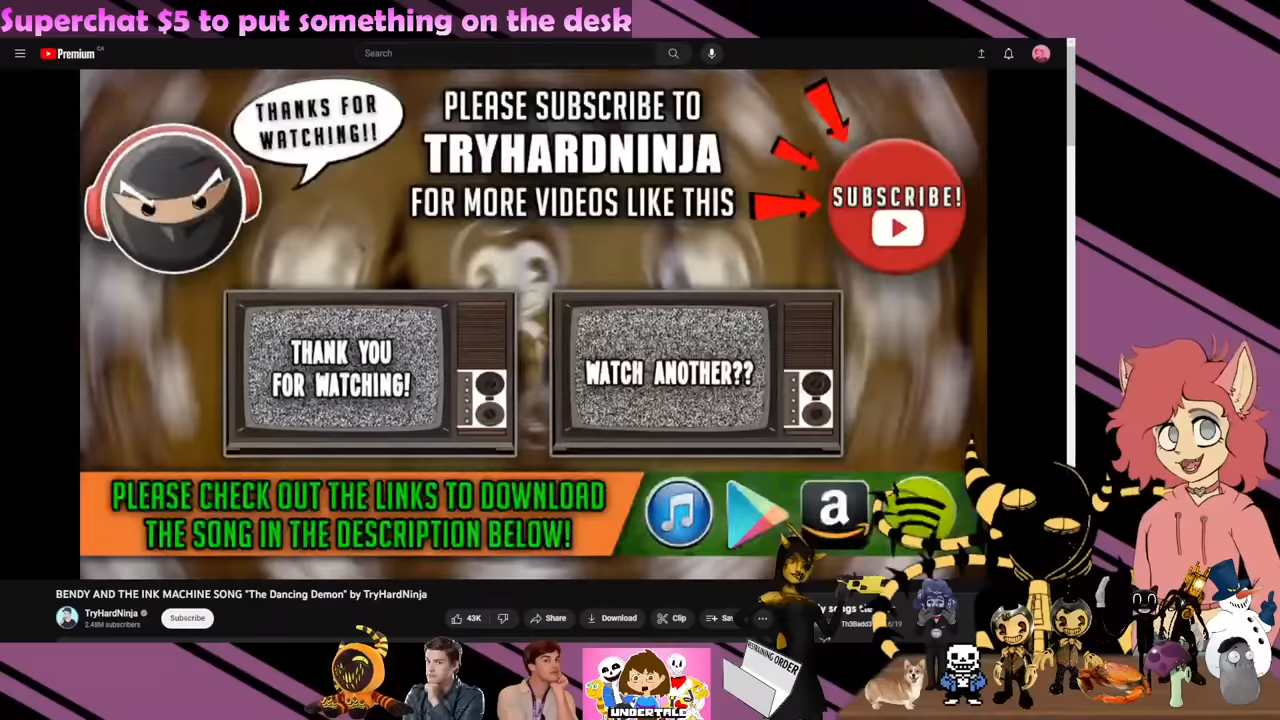 Superchat $5 to put something on the desk
Premium
CA
Search
THANKS FOR
WATCHING!!
PLEASE SUBSCRIBE TO
TRYHARDNINJA
FOR MORE VIDEOS LIKE THIS
SUBSCRIBE!
THANK YOU
FOR WATCHING!
WATCH ANOTHER??
PLEASE CHECK OUT THE LINKS TO DOWNLOAD
THE SONG IN THE DESCRIPTION BELOW!
a
BENDY AND THE INK MACHINE SONG "The Dancing Demon" by TryHardNinja
TryHardNinja
2.48M subscribers
Subscribe
43K
Share
Download
Clip
RESTRAINING ORDER
UNDERTALE